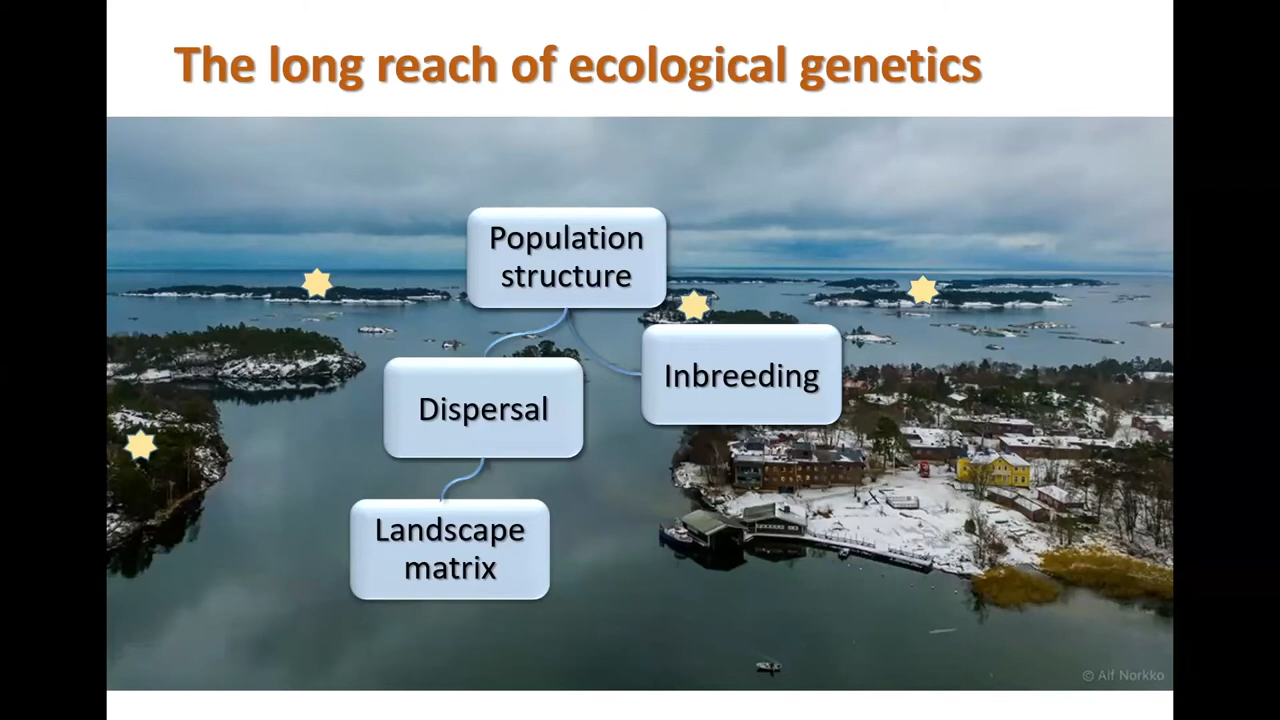 The long reach of ecological genetics
Population
structure
Inbreeding
Dispersal
Landscape
matrix
© Alf Norkko